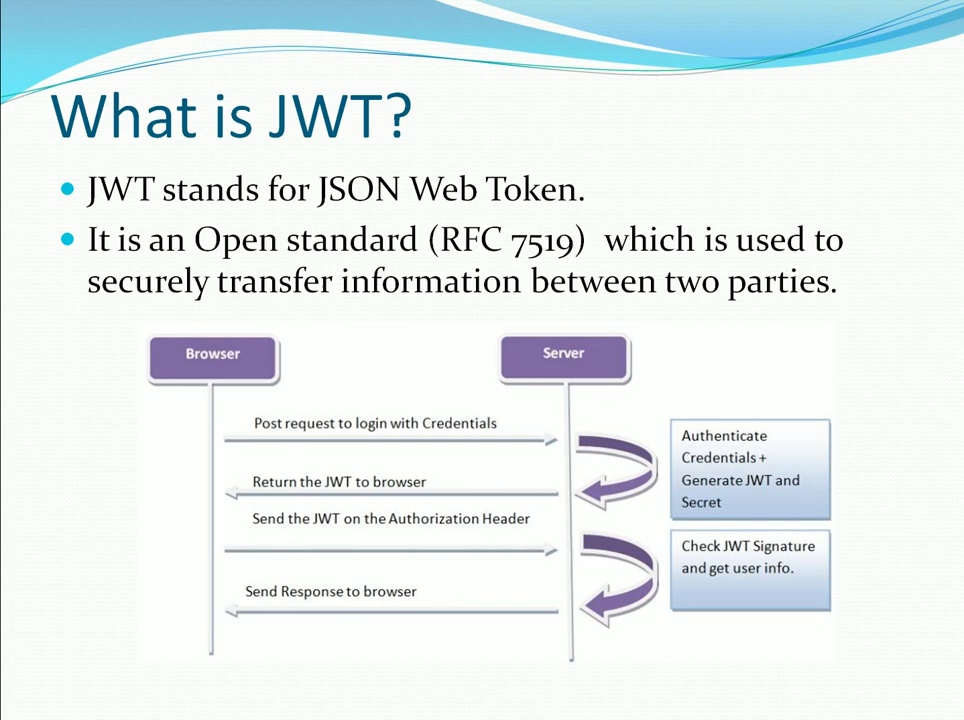 What is JWT?
JWT stands for JSON Web Token.
It is an Open standard (RFC 7519) which is used to
securely transfer information between two parties.
Browser
Server
Post request to login with Credentials
Authenticate
Credentials +
Generate JWT and
Secret
Return the JWT to browser
Send the JWT on the Authorization Header
Check JWT Signature
and get user info.
Send Response to browser